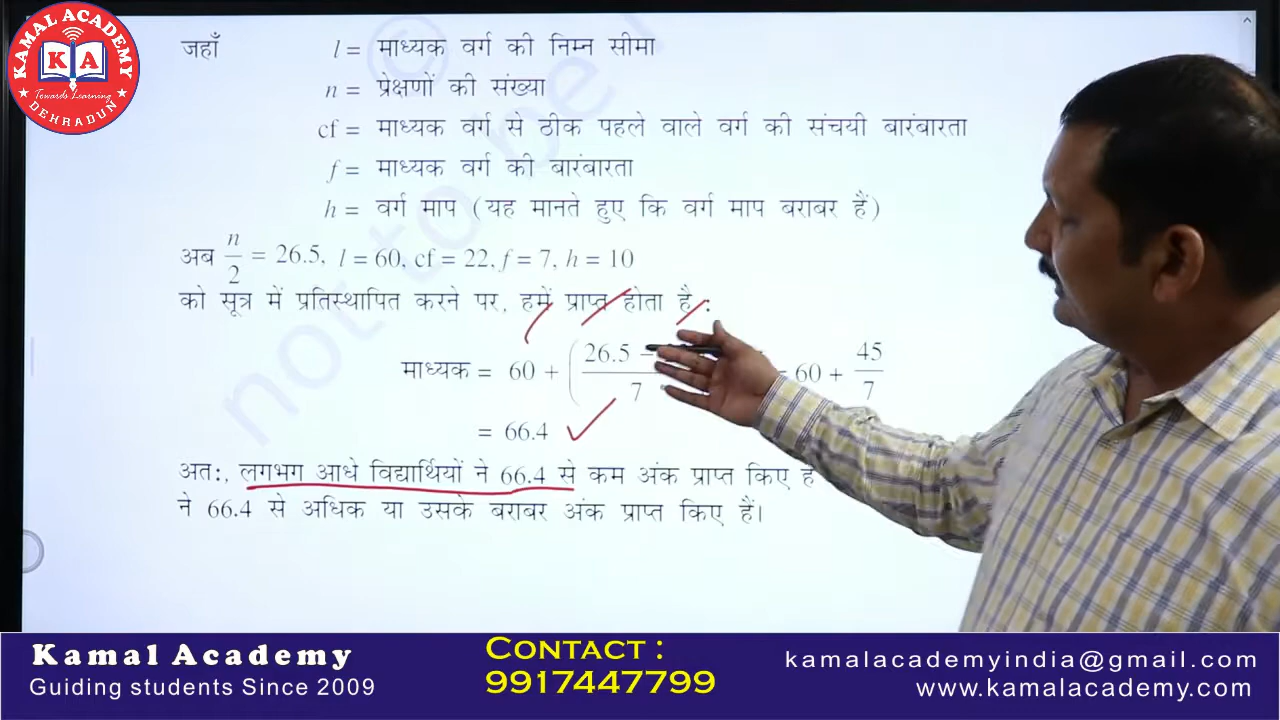 KAMAL ACADEMY
K A
Towards Learning
DEHRADUN
जहाँ l = माध्यक वर्ग की निम्न सीमा
n = प्रेक्षणों की संख्या
cf = माध्यक वर्ग से ठीक पहले वाले वर्ग की संचयी बारंबारता
f = माध्यक वर्ग की बारंबारता
h = वर्ग माप (यह मानते हुए कि वर्ग माप बराबर हैं)
अब n/2 = 26.5, l = 60, cf = 22, f = 7, h = 10
को सूत्र में प्रतिस्थापित करने पर, हमें प्राप्त होता है :
माध्यक = 60 + ( 26.5 − / 7 = 60 + 45/7
= 66.4
अतः, लगभग आधे विद्यार्थियों ने 66.4 से कम अंक प्राप्त किए हैं
ने 66.4 से अधिक या उसके बराबर अंक प्राप्त किए हैं।
© not to be
Kamal Academy
Guiding students Since 2009
CONTACT :
9917447799
kamalacademyindia@gmail.com
www.kamalacademy.com